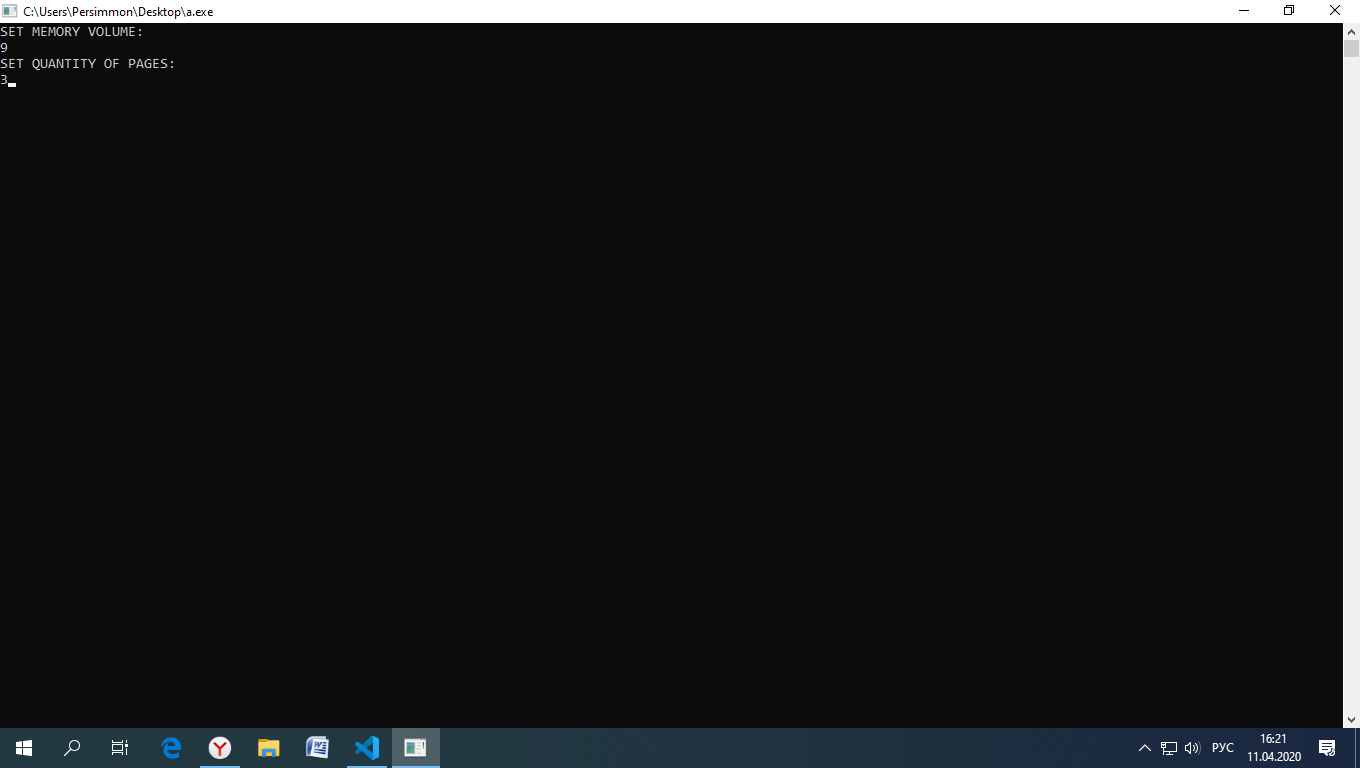 C:\Users\Persimmon\Desktop\a.exe
SET MEMORY VOLUME:
9
SET QUANTITY OF PAGES:
3
РУС
16:21
11.04.2020